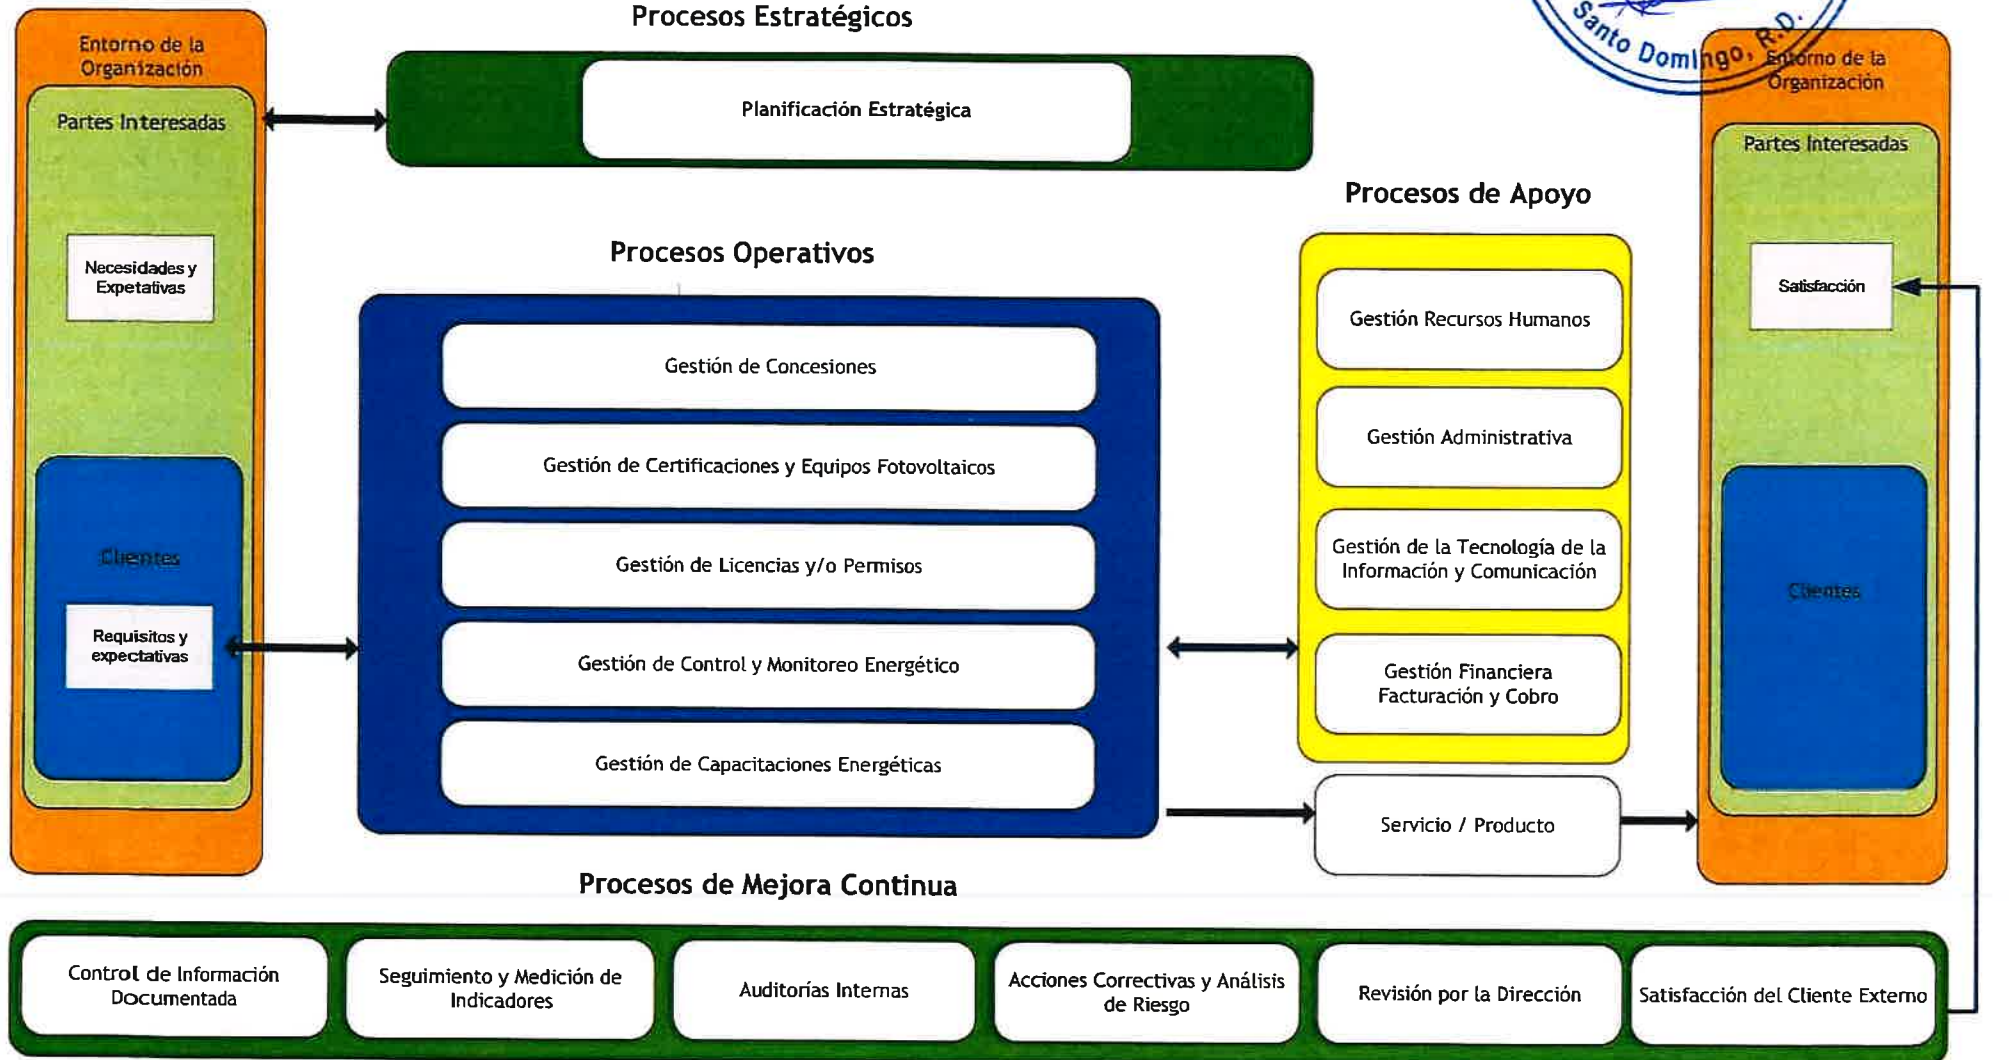 Procesos Estratégicos
Santo Domingo, R.D.
Entorno de la
Organización
Partes Interesadas
Necesidades y
Expetativas
Clientes
Requisitos y
expectativas
Planificación Estratégica
Procesos Operativos
Gestión de Concesiones
Gestión de Certificaciones y Equipos Fotovoltaicos
Gestión de Licencias y/o Permisos
Gestión de Control y Monitoreo Energético
Gestión de Capacitaciones Energéticas
Procesos de Apoyo
Gestión Recursos Humanos
Gestión Administrativa
Gestión de la Tecnología de la
Información y Comunicación
Gestión Financiera
Facturación y Cobro
Servicio / Producto
Entorno de la
Organización
Partes Interesadas
Satisfacción
Clientes
Procesos de Mejora Continua
Control de Información
Documentada
Seguimiento y Medición de
Indicadores
Auditorías Internas
Acciones Correctivas y Análisis
de Riesgo
Revisión por la Dirección
Satisfacción del Cliente Externo